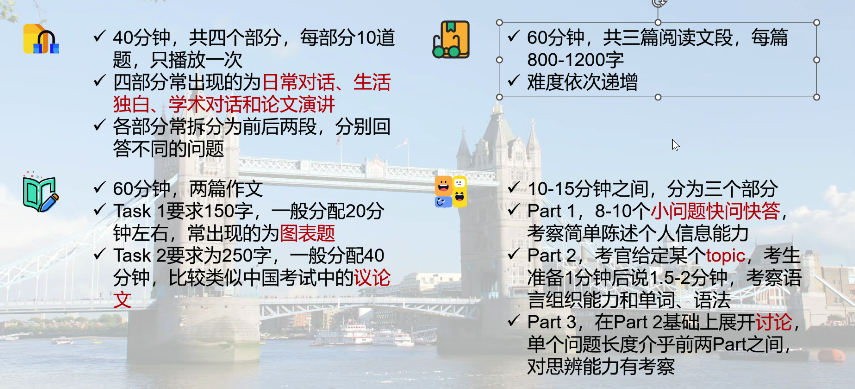 ✓ 40分钟，共四个部分，每部分10道
题，只播放一次
✓ 四部分常出现的为日常对话、生活
独白、学术对话和论文演讲
✓ 各部分常拆分为前后两段，分别回
答不同的问题
✓ 60分钟，共三篇阅读文段，每篇
800-1200字
✓ 难度依次递增
✓ 60分钟，两篇作文
✓ Task 1要求150字，一般分配20分
钟左右，常出现的为图表题
✓ Task 2要求为250字，一般分配40
分钟，比较类似中国考试中的议论
文
✓ 10-15分钟之间，分为三个部分
✓ Part 1，8-10个小问题快问快答，
考察简单陈述个人信息能力
✓ Part 2，考官给定某个topic，考生
准备1分钟后说1.5-2分钟，考察语
言组织能力和单词、语法
✓ Part 3，在Part 2基础上展开讨论，
单个问题长度介乎前两Part之间，
对思辨能力有考察